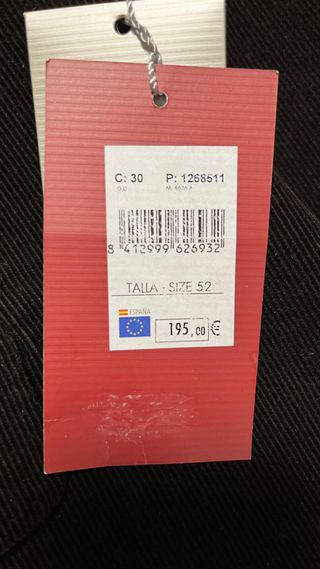 C: 30 P: 1268511
8 412999 626932
TALLA - SIZE 52
ESPAÑA
195,00 €